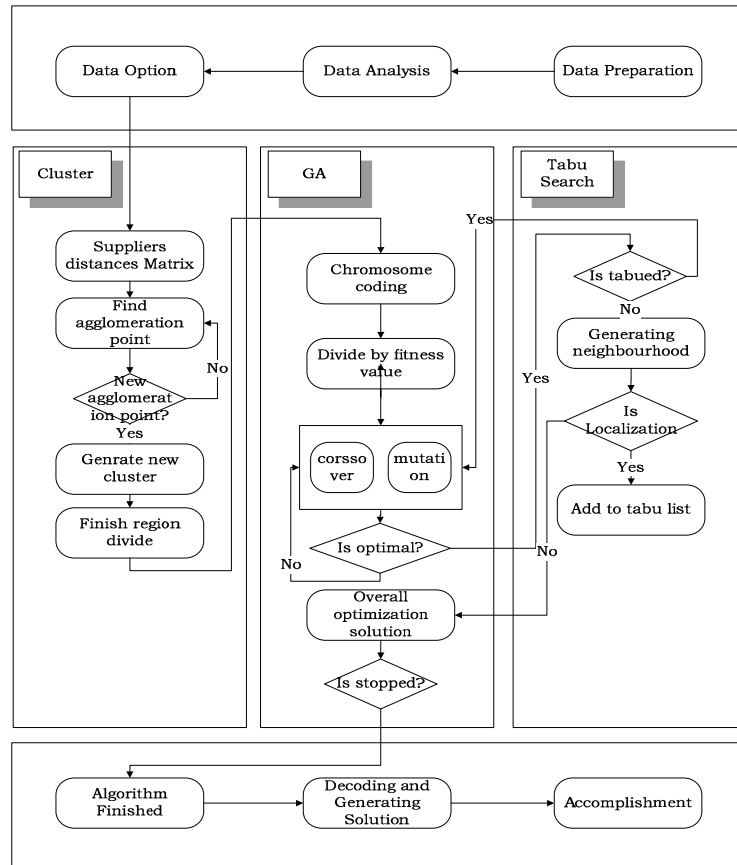 Data Option
Data Analysis
Data Preparation
Cluster
Suppliers
distances Matrix
Find
agglomeration
point
No
New
agglomerat
ion point?
Yes
Genrate new
cluster
Finish region
divide
GA
Chromosome
coding
Divide by fitness
value
corsso
ver
mutati
on
Is optimal?
No
Overall
optimization
solution
Is stopped?
Tabu
Search
Yes
Is tabued?
No
Generating
neighbourhood
Yes
Is
Localization
Yes
Add to tabu list
No
Algorithm
Finished
Decoding and
Generating
Solution
Accomplishment